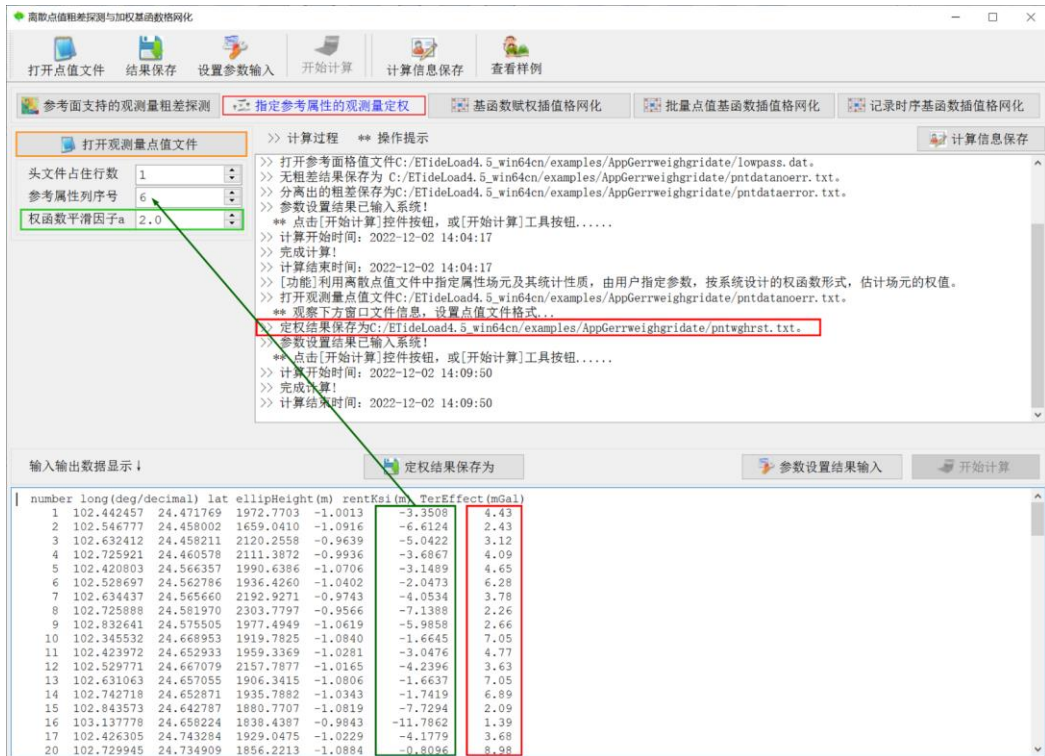 离散点值粗差探测与加权基函数格网化
打开点值文件 结果保存 设置参数输入 开始计算 计算信息保存 查看样例
参考面支持的观测量粗差探测 指定参考属性的观测量定权 基函数赋权插值格网化 批量点值基函数插值格网化 记录时序基函数插值格网化
打开观测量点值文件
>> 计算过程 ** 操作提示
计算信息保存
头文件占住行数 1
参考属性列序号 6
权函数平滑因子a 2.0
>> 打开参考面格值文件C:/ETideLoad4.5_win64cn/examples/AppGerrweighgridate/lowpass.dat。
>> 无粗差结果保存为 C:/ETideLoad4.5_win64cn/examples/AppGerrweighgridate/pntdatanoerr.txt。
>> 分离出的粗差保存为C:/ETideLoad4.5_win64cn/examples/AppGerrweighgridate/pntdataerror.txt。
>> 参数设置结果已输入系统!
** 点击[开始计算]控件按钮，或[开始计算]工具按钮......
>> 计算开始时间：2022-12-02 14:04:17
>> 完成计算!
>> 计算结束时间：2022-12-02 14:04:17
>> [功能]利用离散点值文件中指定属性场元及其统计性质，由用户指定参数，按系统设计的权函数形式，估计场元的权值。
>> 打开观测量点值文件C:/ETideLoad4.5_win64cn/examples/AppGerrweighgridate/pntdatanoerr.txt。
** 观察下方窗口文件信息，设置点值文件格式...
>> 定权结果保存为C:/ETideLoad4.5_win64cn/examples/AppGerrweighgridate/pntwghrst.txt。
>> 参数设置结果已输入系统!
** 点击[开始计算]控件按钮，或[开始计算]工具按钮......
>> 计算开始时间：2022-12-02 14:09:50
>> 完成计算!
>> 计算结束时间：2022-12-02 14:09:50
输入输出数据显示↓ 定权结果保存为 参数设置结果输入 开始计算
number long(deg/decimal) lat ellipHeight(m) rentKsi(m) TerEffect(mGal)
1 102.442457 24.471769 1972.7703 -1.0013 -3.3508 4.43
2 102.546777 24.458002 1659.0410 -1.0916 -6.6124 2.43
3 102.632412 24.458211 2120.2558 -0.9639 -5.0422 3.12
4 102.725921 24.460578 2111.3872 -0.9936 -3.6867 4.09
5 102.420803 24.566357 1990.6386 -1.0706 -3.1489 4.65
6 102.528697 24.562786 1936.4260 -1.0402 -2.0473 6.28
7 102.634437 24.565660 2192.9271 -0.9743 -4.0534 3.78
8 102.725888 24.581970 2303.7797 -0.9566 -7.1388 2.26
9 102.832641 24.575505 1977.4949 -1.0619 -5.9858 2.66
10 102.345532 24.668953 1919.7825 -1.0840 -1.6645 7.05
11 102.423972 24.652933 1959.3369 -1.0281 -3.0476 4.77
12 102.529771 24.667079 2157.7877 -1.0165 -4.2396 3.63
13 102.631063 24.657055 1906.3415 -1.0806 -1.6637 7.05
14 102.742718 24.652871 1935.7882 -1.0343 -1.7419 6.89
15 102.843573 24.642787 1880.7707 -1.0819 -7.7294 2.09
16 103.137778 24.658224 1838.4387 -0.9843 -11.7862 1.39
17 102.426305 24.743284 1929.0475 -1.0229 -4.1779 3.68
20 102.729945 24.734909 1856.2213 -1.0884 -0.8096 8.98